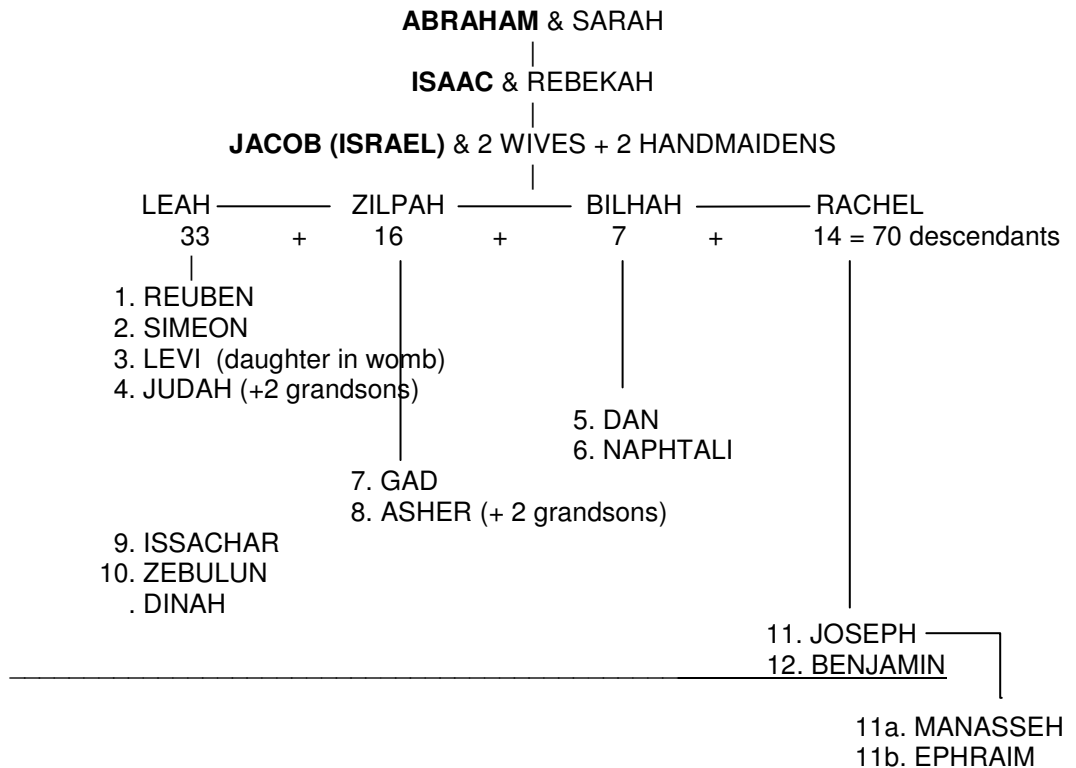 ABRAHAM & SARAH
ISAAC & REBEKAH
JACOB (ISRAEL) & 2 WIVES + 2 HANDMAIDENS
LEAH ZILPAH BILHAH RACHEL
33 + 16 + 7 + 14 = 70 descendants
1. REUBEN
2. SIMEON
3. LEVI (daughter in womb)
4. JUDAH (+2 grandsons)
5. DAN
6. NAPHTALI
7. GAD
8. ASHER (+ 2 grandsons)
9. ISSACHAR
10. ZEBULUN
. DINAH
11. JOSEPH
12. BENJAMIN
11a. MANASSEH
11b. EPHRAIM